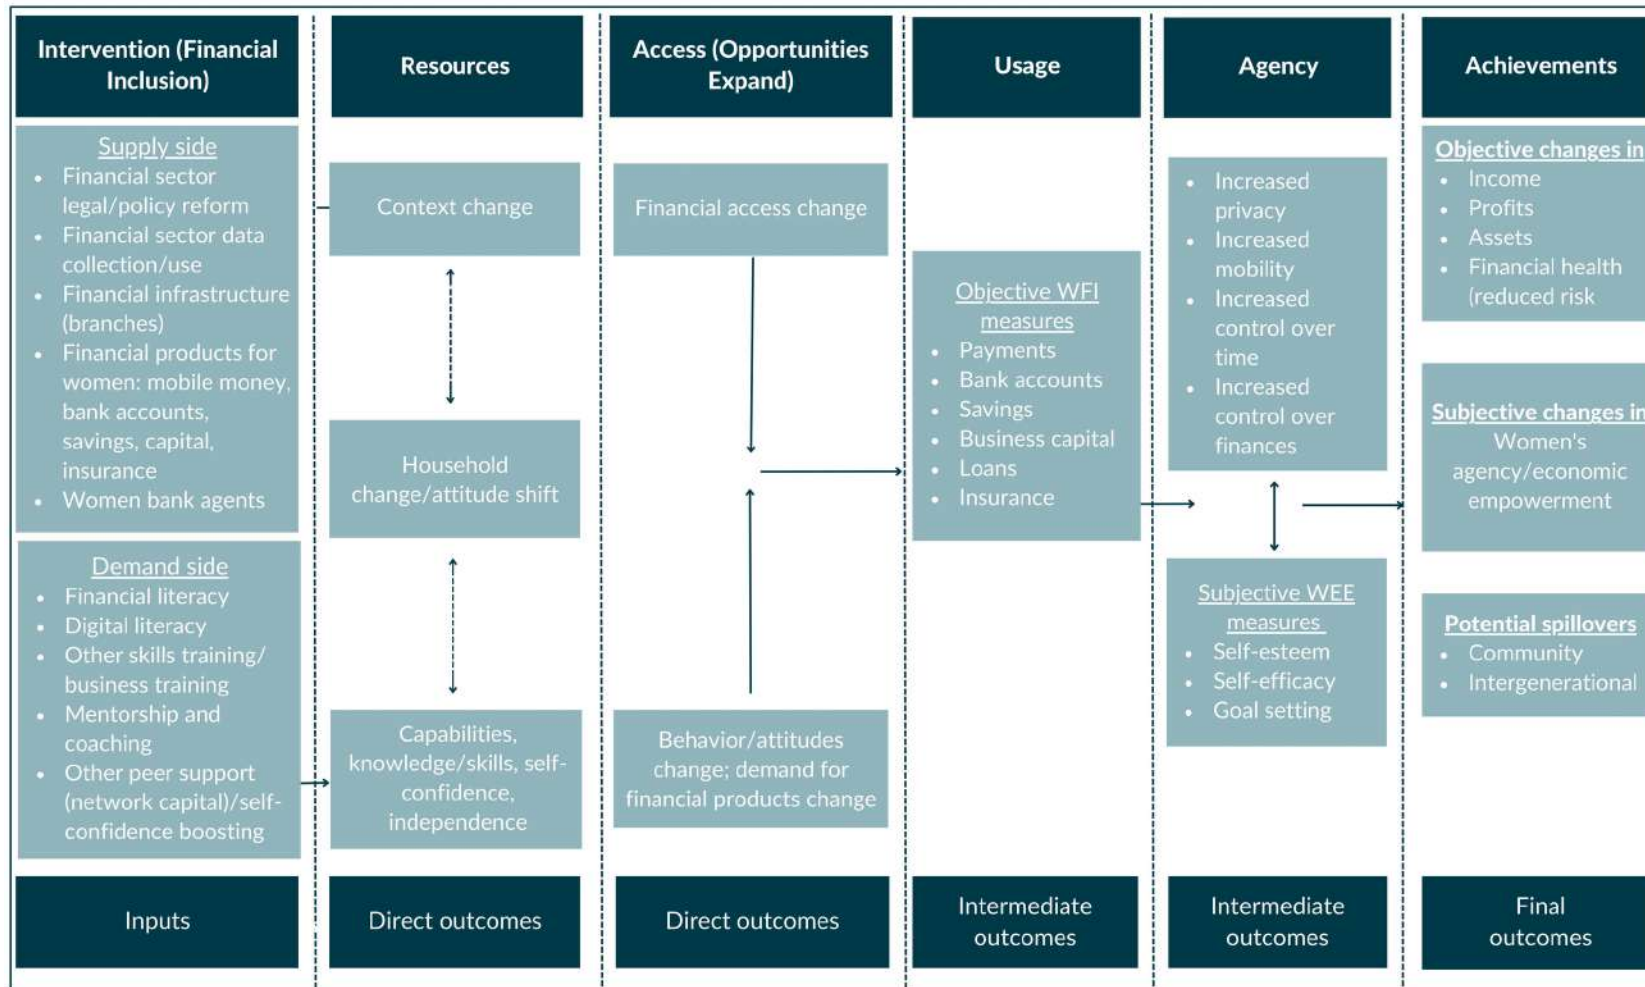 Intervention (Financial
Inclusion)
Supply side
• Financial sector
legal/policy reform
• Financial sector data
collection/use
• Financial infrastructure
(branches)
• Financial products for
women: mobile money,
bank accounts,
savings, capital,
insurance
• Women bank agents
Demand side
• Financial literacy
• Digital literacy
• Other skills training/
business training
• Mentorship and
coaching
• Other peer support
(network capital)/self-
confidence boosting
Inputs
Resources
Context change
Household
change/attitude shift
Capabilities,
knowledge/skills, self-
confidence,
independence
Direct outcomes
Access (Opportunities
Expand)
Financial access change
Behavior/attitudes
change; demand for
financial products change
Direct outcomes
Usage
Objective WFI
measures
• Payments
• Bank accounts
• Savings
• Business capital
• Loans
• Insurance
Intermediate
outcomes
Agency
• Increased
privacy
• Increased
mobility
• Increased
control over
time
• Increased
control over
finances
Subjective WEE
measures
• Self-esteem
• Self-efficacy
• Goal setting
Intermediate
outcomes
Achievements
Objective changes in
• Income
• Profits
• Assets
• Financial health
(reduced risk
Subjective changes in
Women's
agency/economic
empowerment
Potential spillovers
• Community
• Intergenerational
Final
outcomes